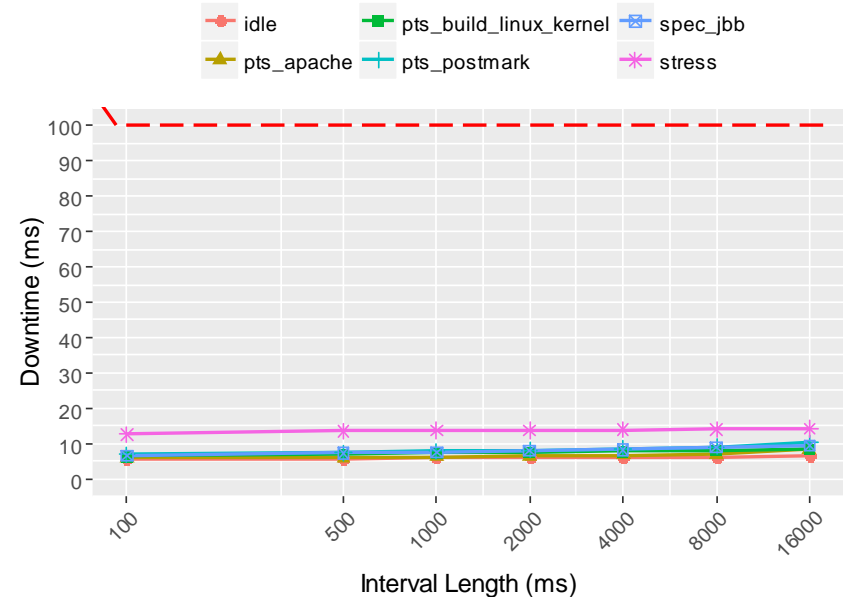 idle pts_build_linux_kernel spec_jbb
pts_apache pts_postmark stress
100
90
80
70
60
50
40
30
20
10
0
Downtime (ms)
100 500 1000 2000 4000 8000 16000
Interval Length (ms)